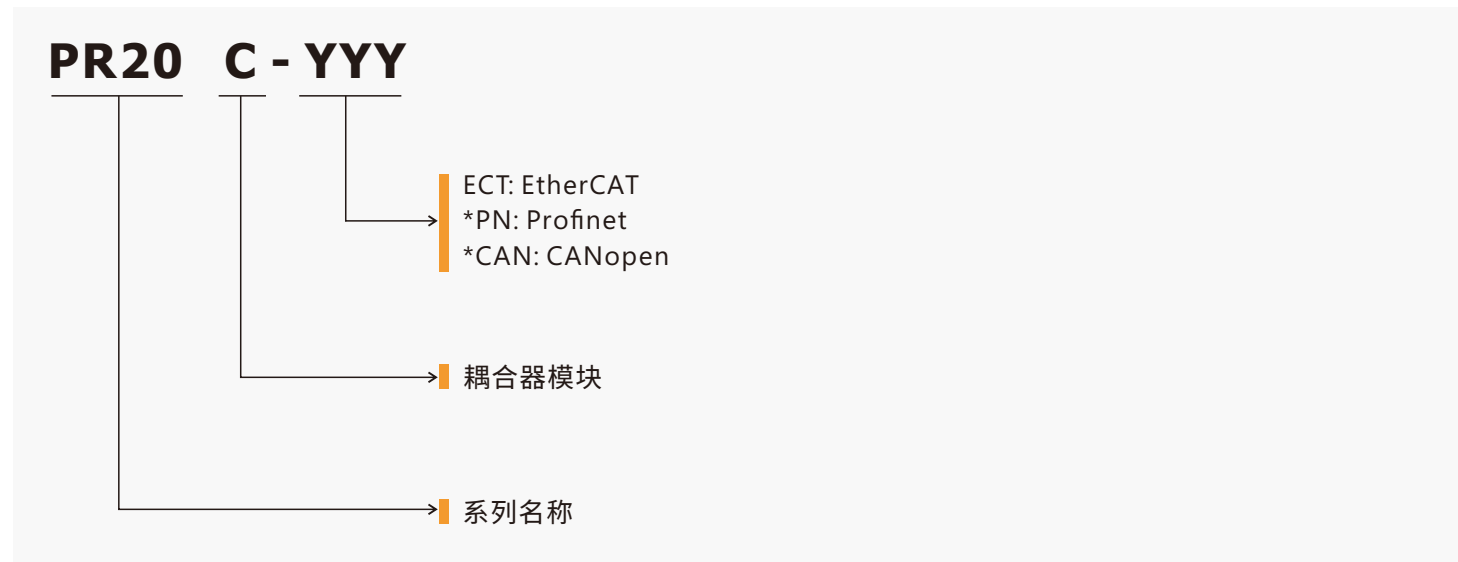 PR20 C - YYY
ECT: EtherCAT
*PN: Profinet
*CAN: CANopen
耦合器模块
系列名称